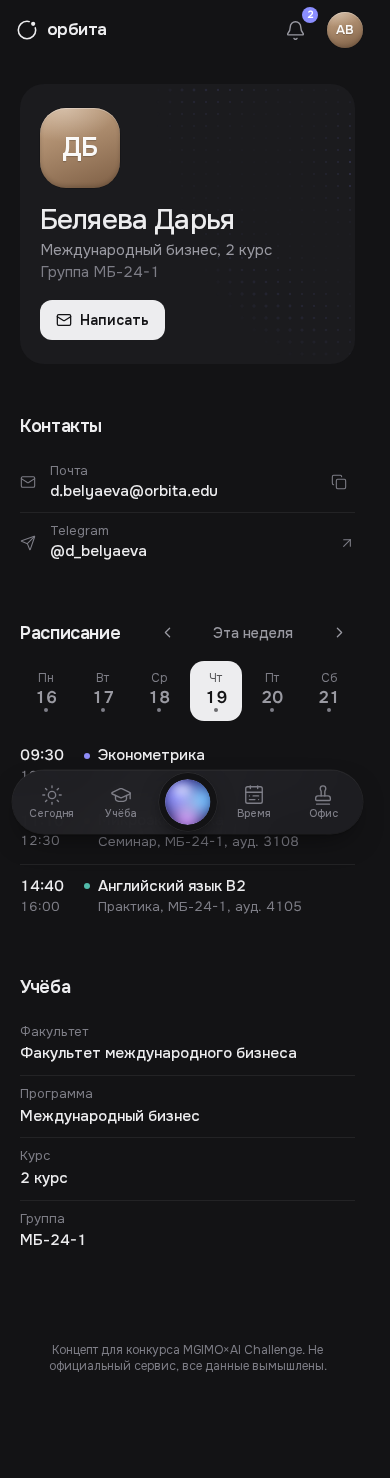 орбита
2
АВ
ДБ
Беляева Дарья
Международный бизнес, 2 курс
Группа МБ-24-1
Написать
Контакты
Почта
d.belyaeva@orbita.edu
Telegram
@d_belyaeva
Расписание
Эта неделя
Пн Вт Ср Чт Пт Сб
16 17 18 19 20 21
09:30 Эконометрика
Сегодня Учёба Время Офис
12:30 Семинар, МБ-24-1, ауд. 3108
14:40 Английский язык B2
16:00 Практика, МБ-24-1, ауд. 4105
Учёба
Факультет
Факультет международного бизнеса
Программа
Международный бизнес
Курс
2 курс
Группа
МБ-24-1
Концепт для конкурса MGIMO×AI Challenge. Не
официальный сервис, все данные вымышлены.